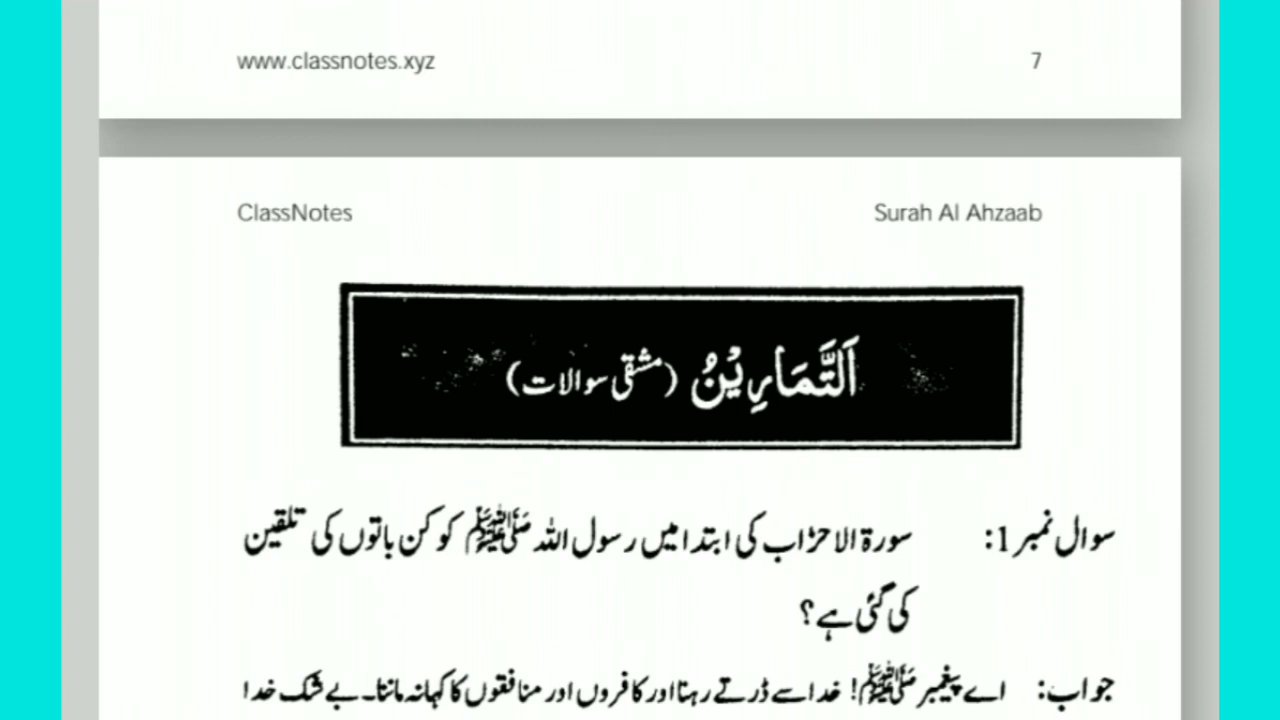 www.classnotes.xyz 7
ClassNotes Surah Al Ahzaab
اَلتَّمَارِيْنُ (مشقی سوالات)
سوال نمبر 1: سورۃ الاحزاب کی ابتدا میں رسول اللہ ﷺ کو کن باتوں کی تلقین
کی گئی ہے؟
جواب: اے پیغمبر ﷺ! خدا سے ڈرتے رہنا اور کافروں اور منافقوں کا کہا نہ ماننا۔ بے شک خدا